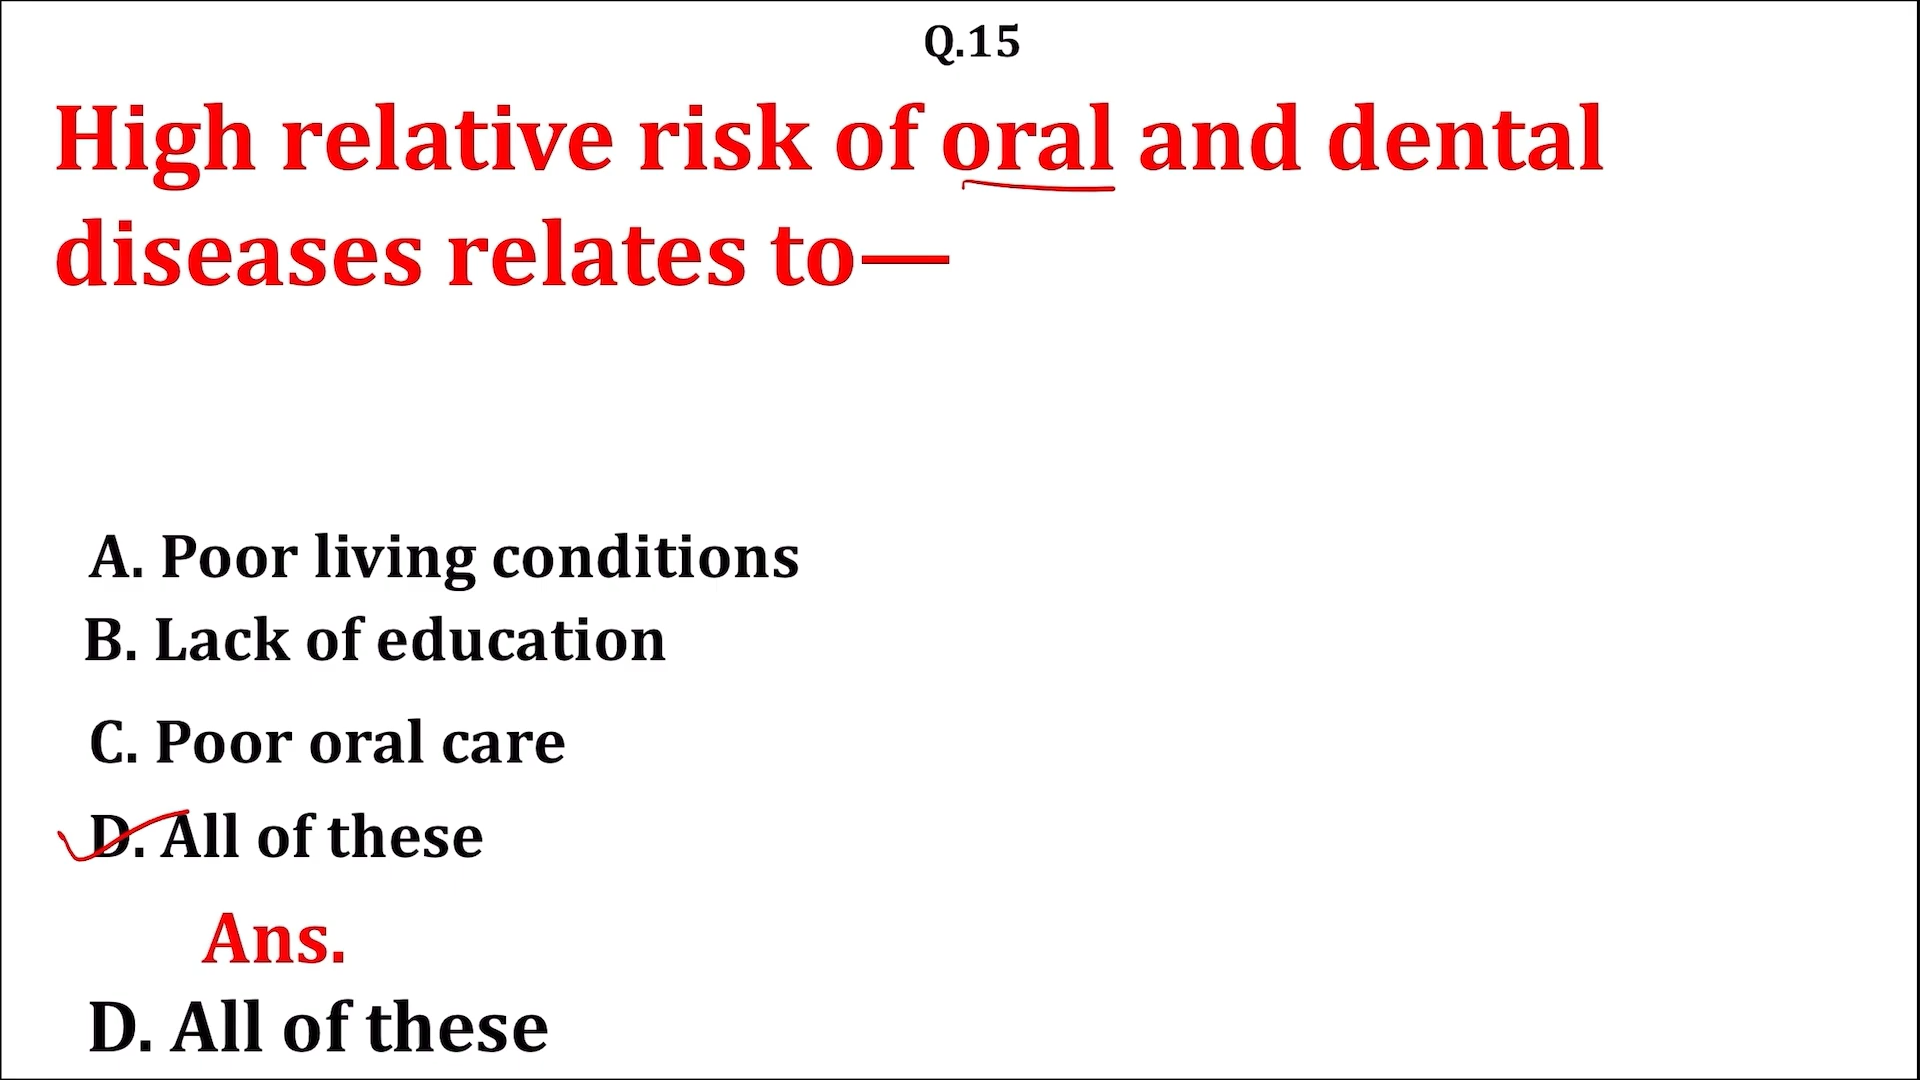 Q.15
High relative risk of oral and dental
diseases relates to—
A. Poor living conditions
B. Lack of education
C. Poor oral care
D. All of these
Ans.
D. All of these